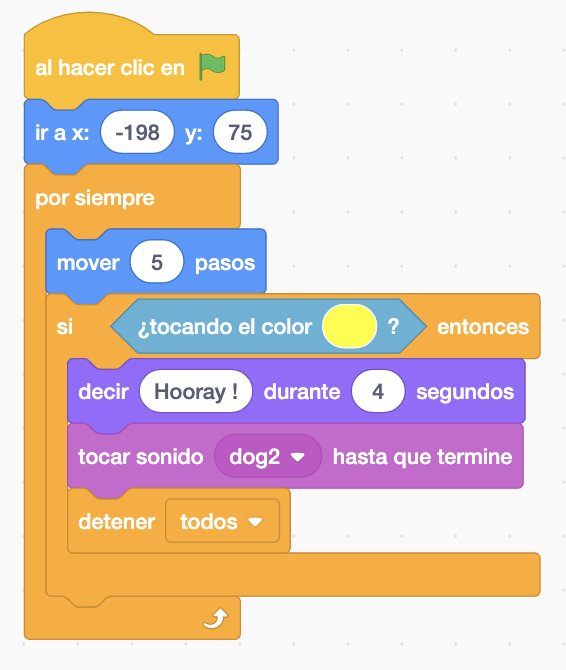 al hacer clic en
ir a x: -198 y: 75
por siempre
mover 5 pasos
si ¿tocando el color ? entonces
decir Hooray ! durante 4 segundos
tocar sonido dog2 hasta que termine
detener todos